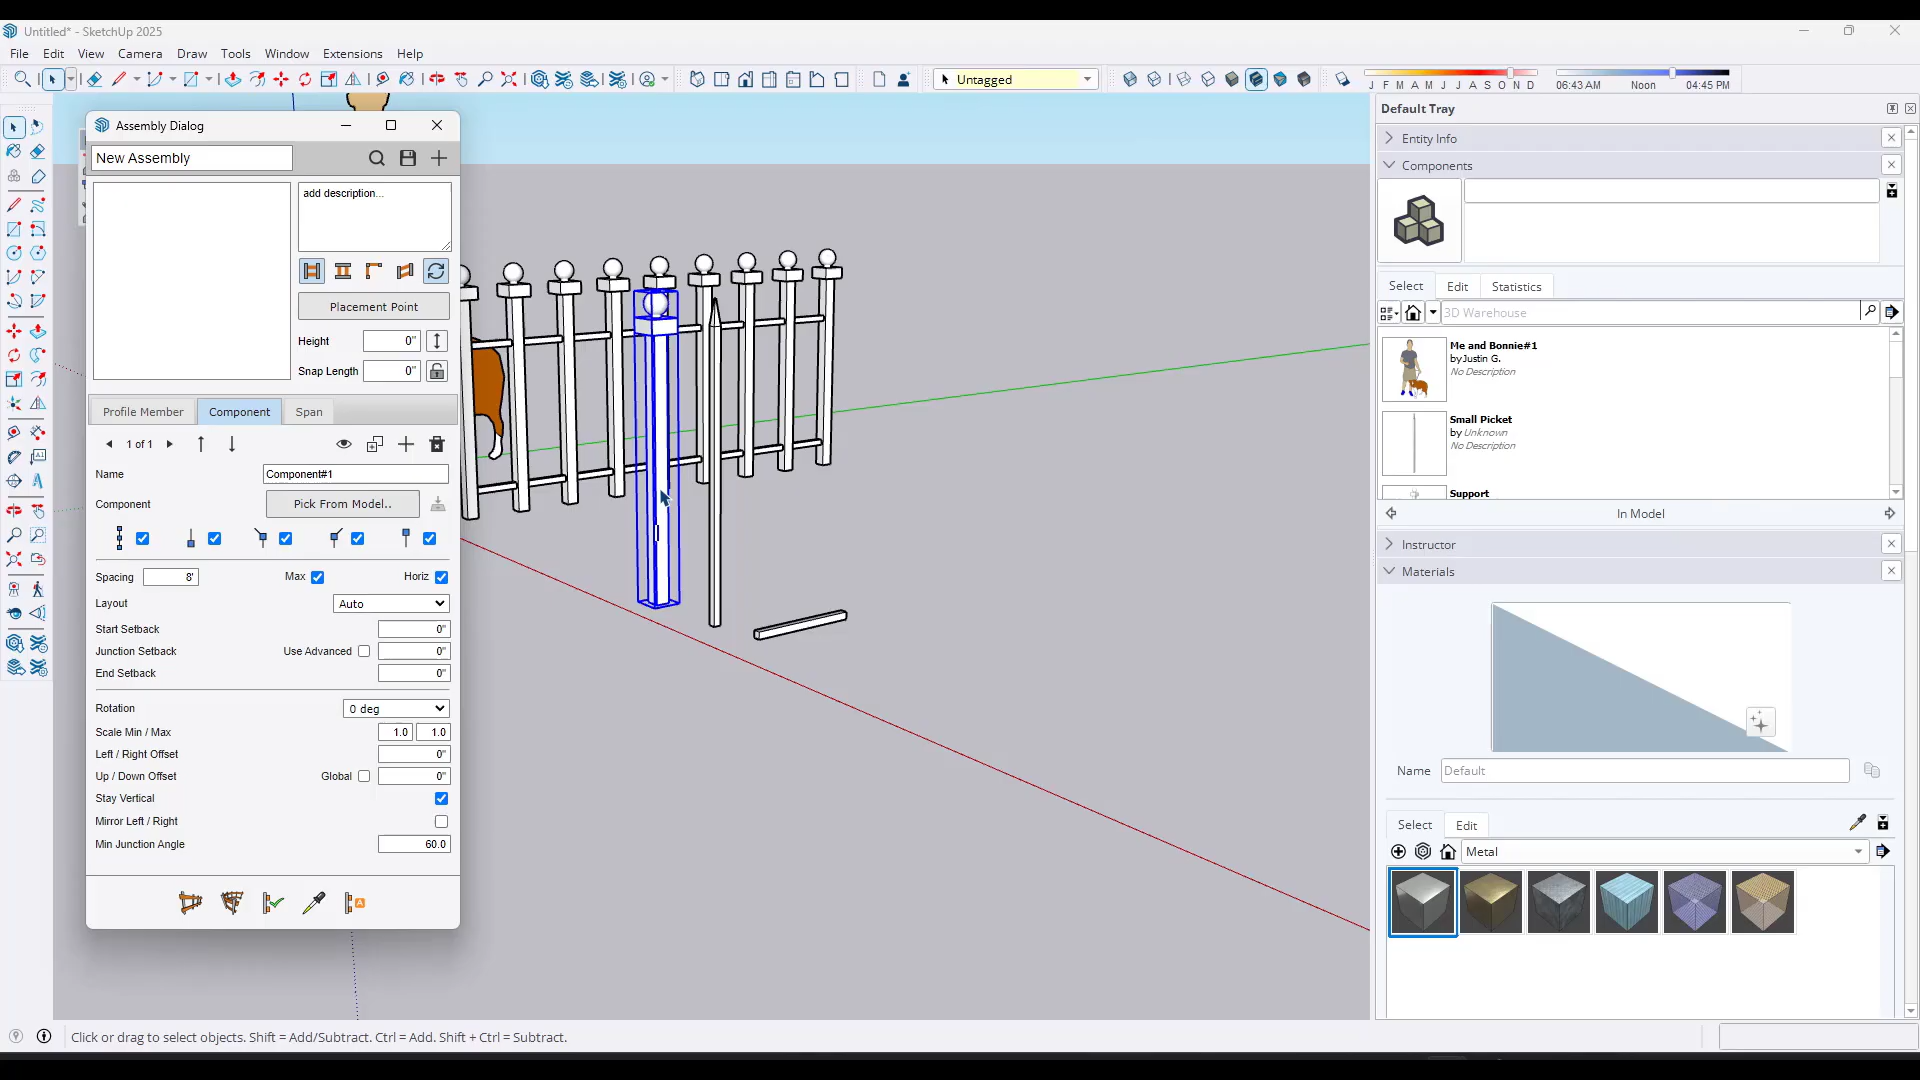 Untitled* - SketchUp 2025
File Edit View Camera Draw Tools Window Extensions Help
Untagged
J F M A M J J A S O N D
06:43 AM Noon 04:45 PM
Assembly Dialog
New Assembly
add description...
Placement Point
Height 0"
Snap Length 0"
Profile Member Component Span
1 of 1
Name Component#1
Component Pick From Model..
Spacing 8' Max Horiz
Layout Auto
Start Setback 0"
Junction Setback Use Advanced 0"
End Setback 0"
Rotation 0 deg
Scale Min / Max 1.0 1.0
Left / Right Offset 0"
Up / Down Offset Global 0"
Stay Vertical
Mirror Left / Right
Min Junction Angle 60.0
A
Default Tray
Entity Info
Components
Select Edit Statistics
3D Warehouse
Me and Bonnie#1
by Justin G.
No Description
Small Picket
by Unknown
No Description
Support
In Model
Instructor
Materials
Name Default
Select Edit
Metal
Click or drag to select objects. Shift = Add/Subtract. Ctrl = Add. Shift + Ctrl = Subtract.